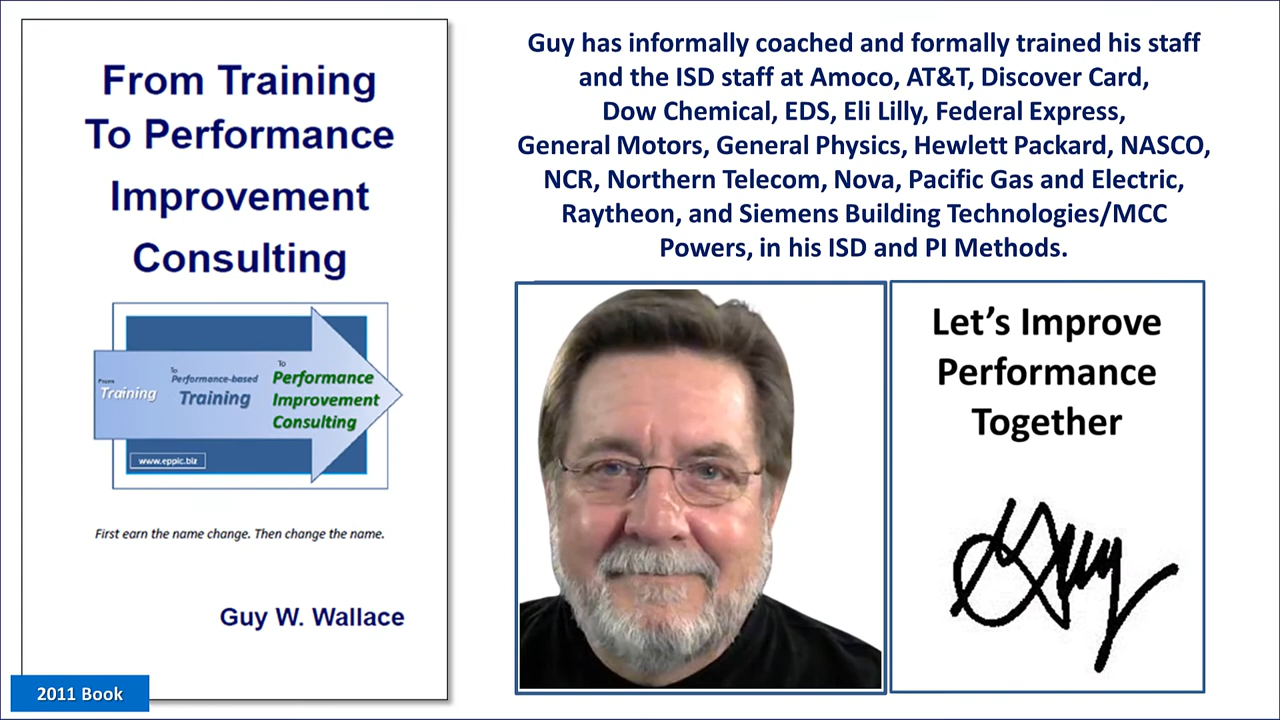 From Training
To Performance
Improvement
Consulting
From
Training
To
Performance-based
Training
To
Performance
Improvement
Consulting
www.eppic.biz
First earn the name change. Then change the name.
Guy W. Wallace
2011 Book
Guy has informally coached and formally trained his staff
and the ISD staff at Amoco, AT&T, Discover Card,
Dow Chemical, EDS, Eli Lilly, Federal Express,
General Motors, General Physics, Hewlett Packard, NASCO,
NCR, Northern Telecom, Nova, Pacific Gas and Electric,
Raytheon, and Siemens Building Technologies/MCC
Powers, in his ISD and PI Methods.
Let’s Improve
Performance
Together
Guy